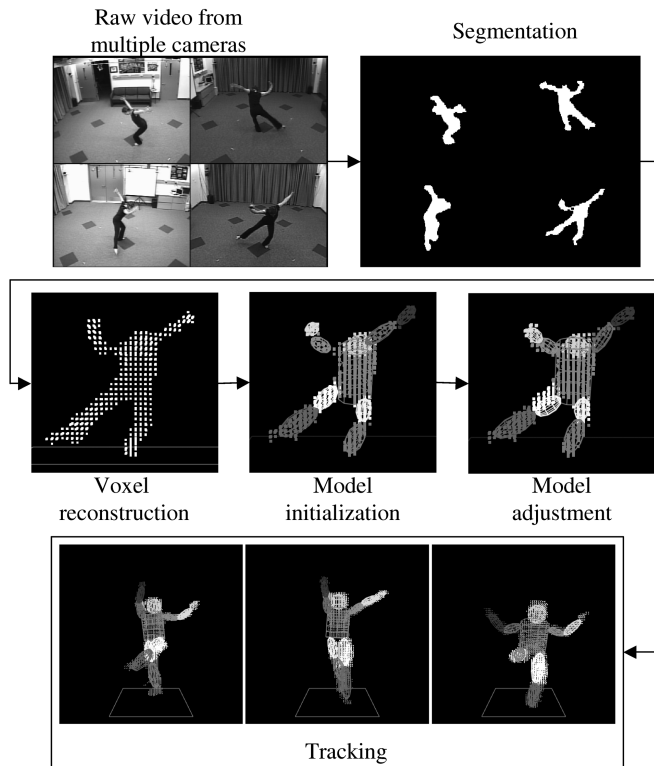 Raw video from
multiple cameras
Segmentation
Voxel
reconstruction
Model
initialization
Model
adjustment
Tracking